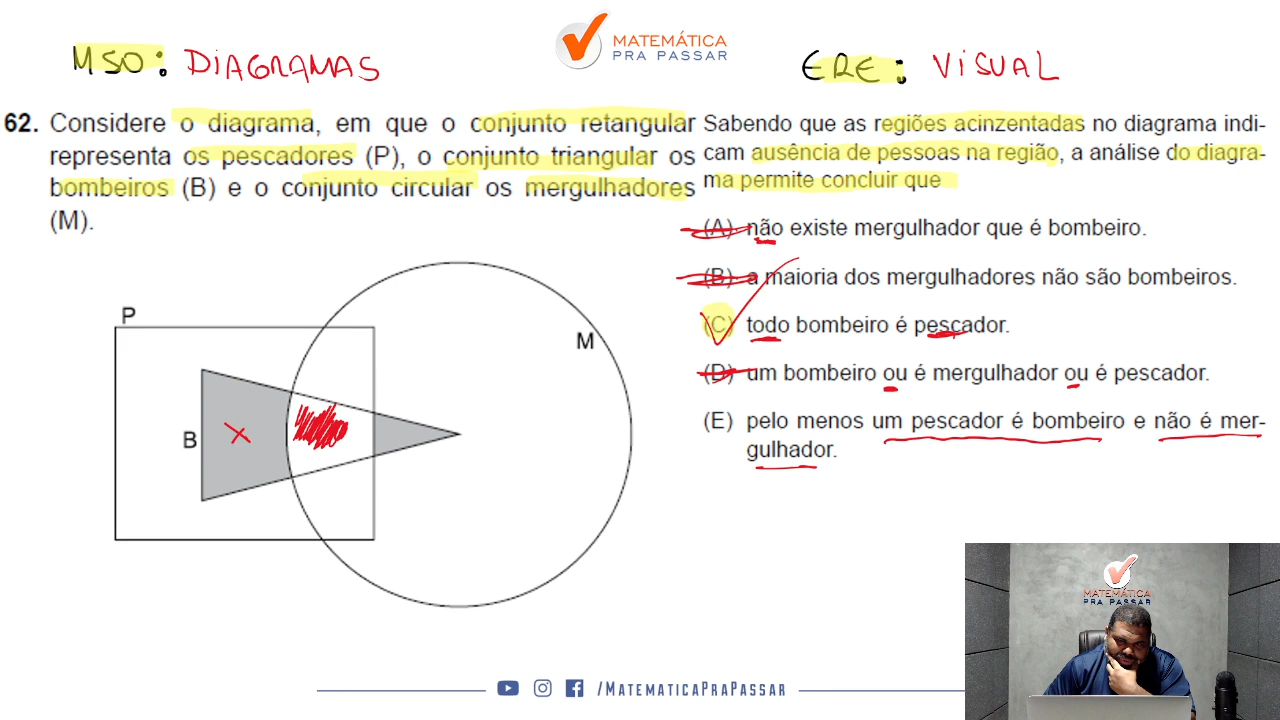 MATEMÁTICA
PRA PASSAR
MSO: DIAGRAMAS
ERE: VISUAL
62. Considere o diagrama, em que o conjunto retangular
representa os pescadores (P), o conjunto triangular os
bombeiros (B) e o conjunto circular os mergulhadores
(M).
P
M
B
Sabendo que as regiões acinzentadas no diagrama indi-
cam ausência de pessoas na região, a análise do diagra-
ma permite concluir que
(A) não existe mergulhador que é bombeiro.
(B) a maioria dos mergulhadores não são bombeiros.
(C) todo bombeiro é pescador.
(D) um bombeiro ou é mergulhador ou é pescador.
(E) pelo menos um pescador é bombeiro e não é mer-
gulhador.
MATEMÁTICA
PRA PASSAR
/MATEMATICAPRAPASSAR